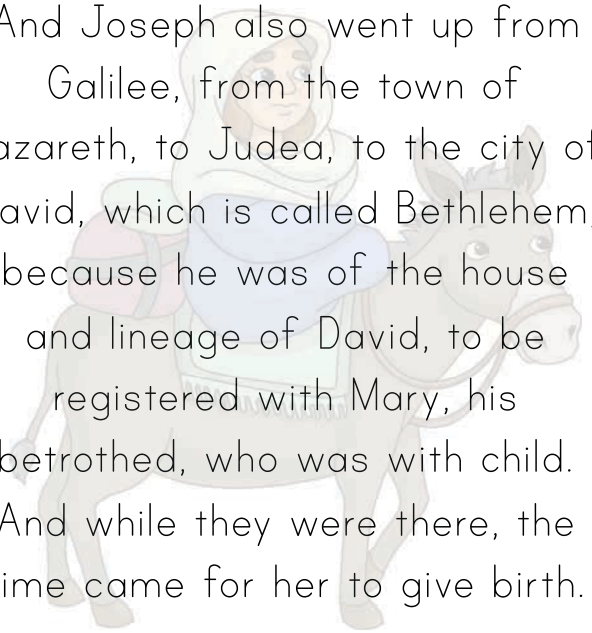 And Joseph also went up from
Galilee, from the town of
azareth, to Judea, to the city of
avid, which is called Bethlehem,
because he was of the house
and lineage of David, to be
registered with Mary, his
betrothed, who was with child.
And while they were there, the
ime came for her to give birth.